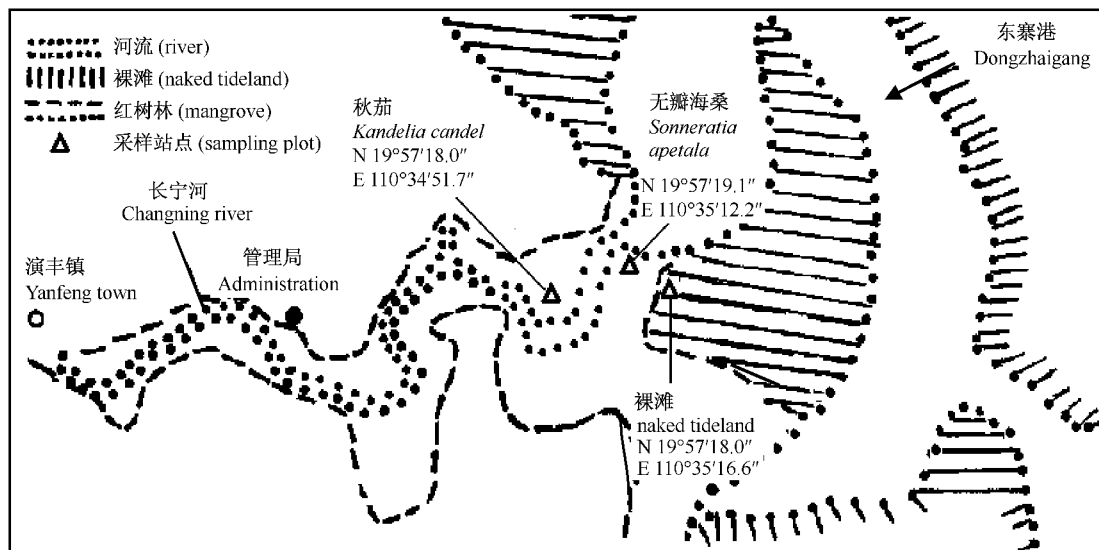 河流 (river)
裸滩 (naked tideland)
红树林 (mangrove)
采样站点 (sampling plot)
长宁河
Changning river
演丰镇
Yanfeng town
管理局
Administration
秋茄
Kandelia candel
N 19°57′18.0″
E 110°34′51.7″
无瓣海桑
Sonneratia
apetala
N 19°57′19.1″
E 110°35′12.2″
东寨港
Dongzhaigang
裸滩
naked tideland
N 19°57′18.0″
E 110°35′16.6″